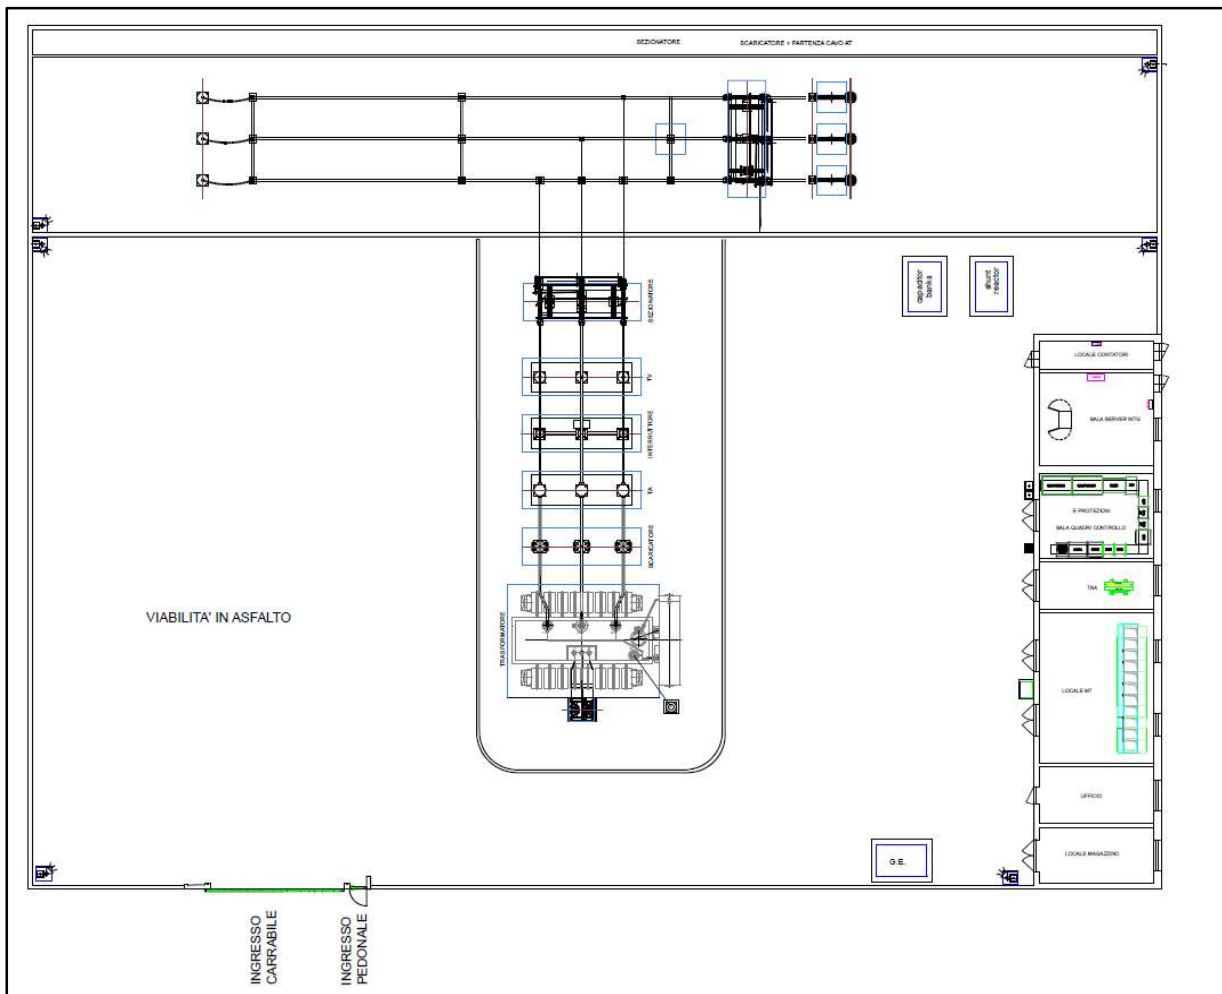 SEZIONATORE
SCARICATORE + PARTENZA CAVO AT
capacitor
banks
shunt
reactor
SEZIONATORE
TV
INTERRUTTORE
TA
SCARICATORE
TRASFORMATORE
VIABILITA' IN ASFALTO
LOCALE CONTATORI
SALA SERVER WTG
E PROTEZIONI
SALA QUADRI CONTROLLO
TSA
LOCALE MT
UFFICIO
LOCALE MAGAZZINO
G.E.
INGRESSO
CARRABILE
INGRESSO
PEDONALE